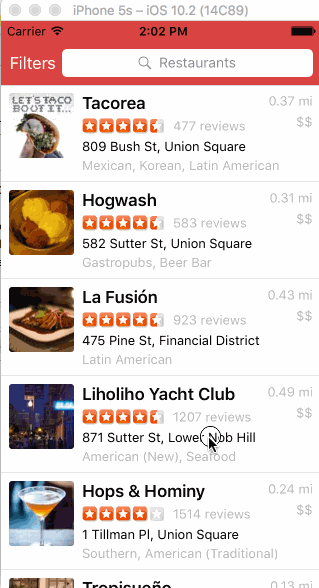 iPhone 5s – iOS 10.2 (14C89)
Carrier 2:02 PM
Filters Restaurants
LET'S TACO
BOUT IT...
Tacorea 0.37 mi
477 reviews $$
809 Bush St, Union Square
Mexican, Korean, Latin American
Hogwash 0.31 mi
583 reviews $$
582 Sutter St, Union Square
Gastropubs, Beer Bar
La Fusión 0.43 mi
923 reviews $$
475 Pine St, Financial District
Latin American
Liholiho Yacht Club 0.49 mi
1207 reviews $$
871 Sutter St, Lower Nob Hill
American (New), Seafood
Hops & Hominy 0.24 mi
1514 reviews $$
1 Tillman Pl, Union Square
Southern, American (Traditional)
Tropisueño 0.13 mi